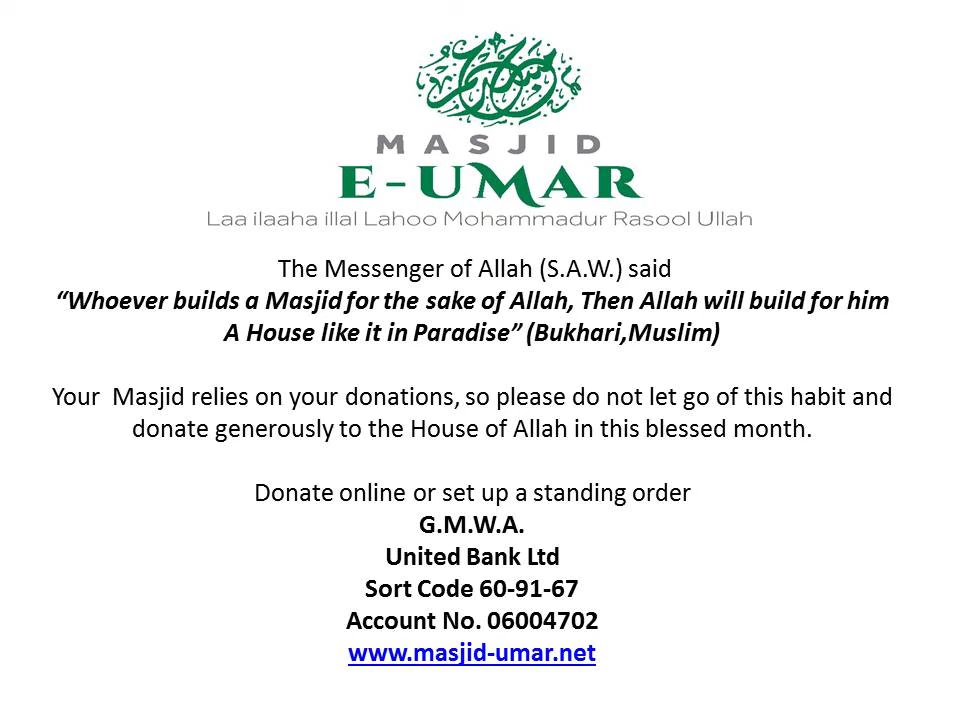 MASJID
E-UMAR
Laa ilaaha illal Lahoo Mohammadur Rasool Ullah
The Messenger of Allah (S.A.W.) said
“Whoever builds a Masjid for the sake of Allah, Then Allah will build for him
A House like it in Paradise” (Bukhari,Muslim)
Your  Masjid relies on your donations, so please do not let go of this habit and
donate generously to the House of Allah in this blessed month.
Donate online or set up a standing order
G.M.W.A.
United Bank Ltd
Sort Code 60-91-67
Account No. 06004702
www.masjid-umar.net